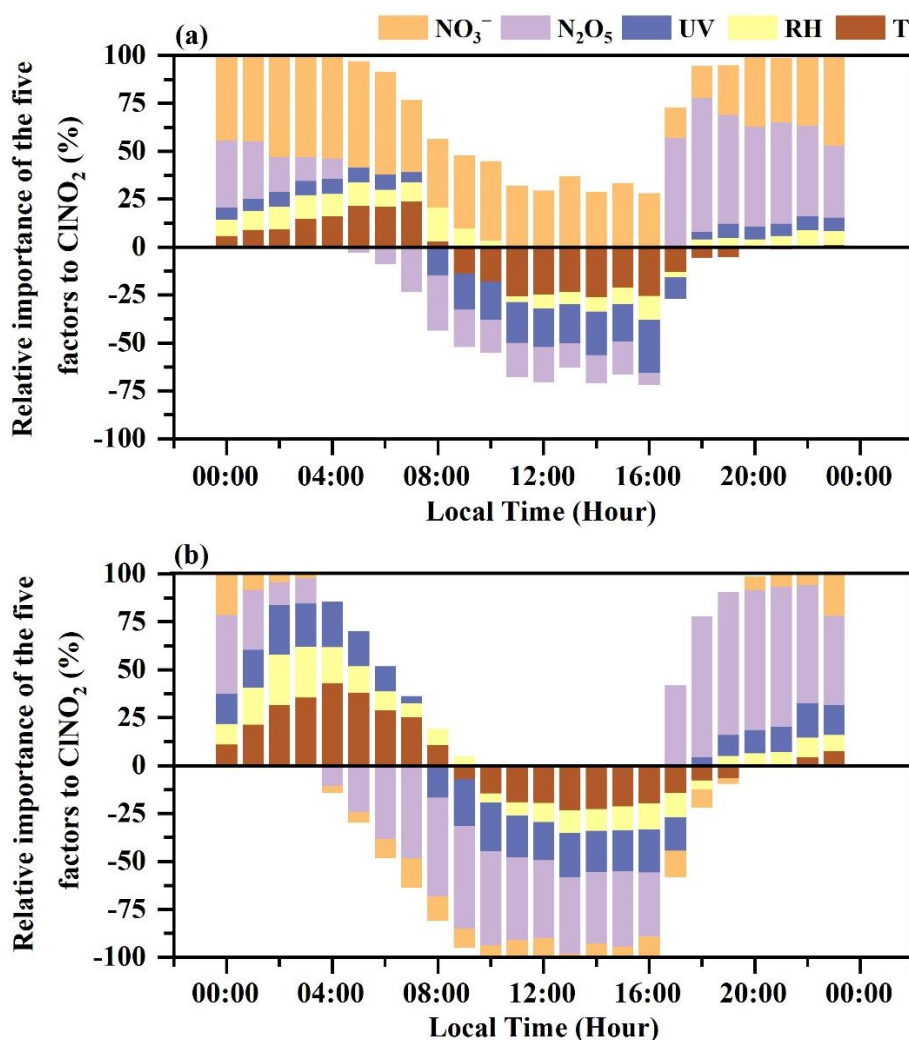 NO₃⁻ N₂O₅ UV RH T
(a)
Relative importance of the five
factors to ClNO₂ (%)
100
75
50
25
0
-25
-50
-75
-100
00:00 04:00 08:00 12:00 16:00 20:00 00:00
Local Time (Hour)
(b)
Relative importance of the five
factors to ClNO₂ (%)
100
75
50
25
0
-25
-50
-75
-100
00:00 04:00 08:00 12:00 16:00 20:00 00:00
Local Time (Hour)